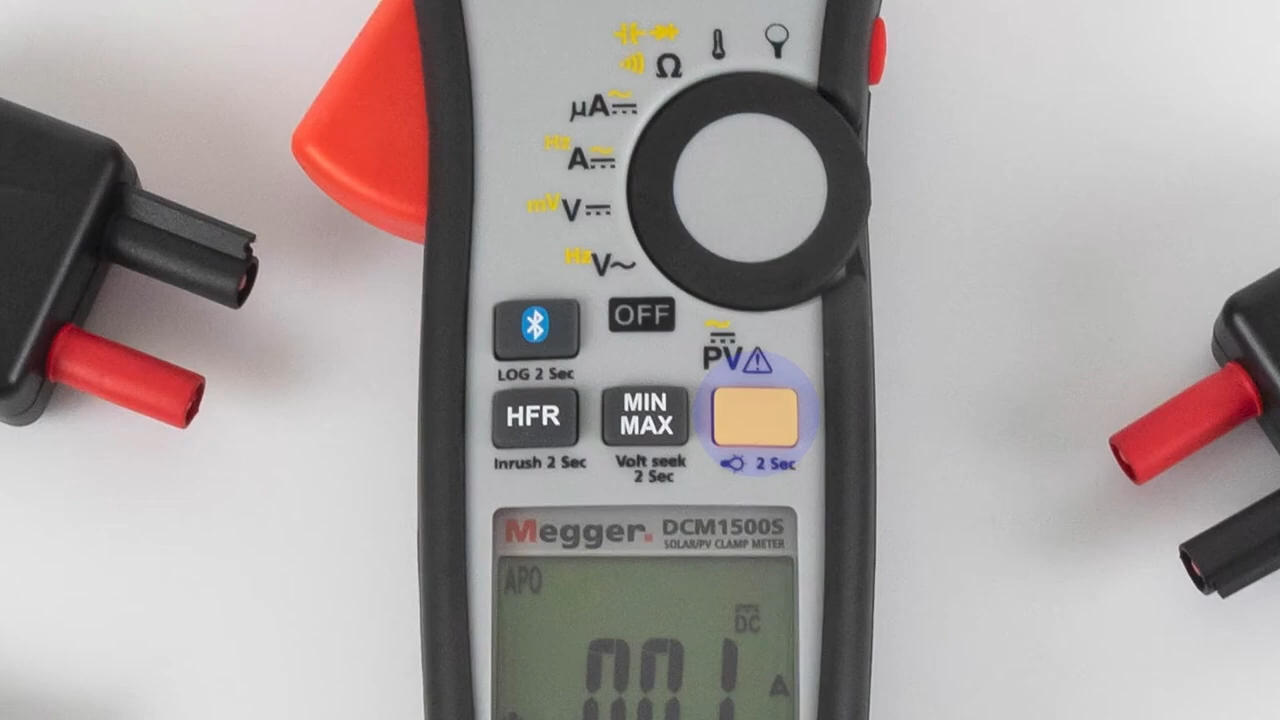 Ω
μA
Hz A
mV V
Hz V~
OFF
PV
LOG 2 Sec
HFR
MIN
MAX
Inrush 2 Sec
Volt seek
2 Sec
2 Sec
Megger. DCM1500S
SOLAR/PV CLAMP METER
APO
DC
A